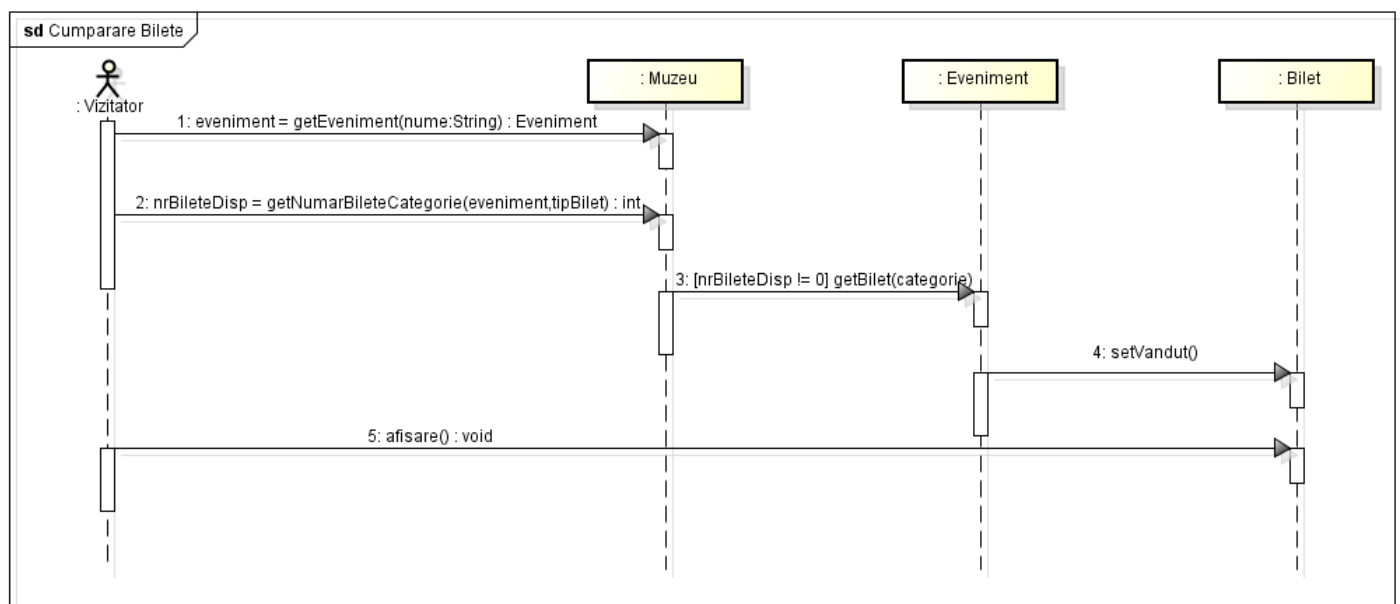 sd Cumparare Bilete
: Vizitator
: Muzeu
: Eveniment
: Bilet
1: eveniment = getEveniment(nume:String) : Eveniment
2: nrBileteDisp = getNumarBileteCategorie(eveniment,tipBilet) : int
3: [nrBileteDisp != 0] getBilet(categorie)
4: setVandut()
5: afisare() : void